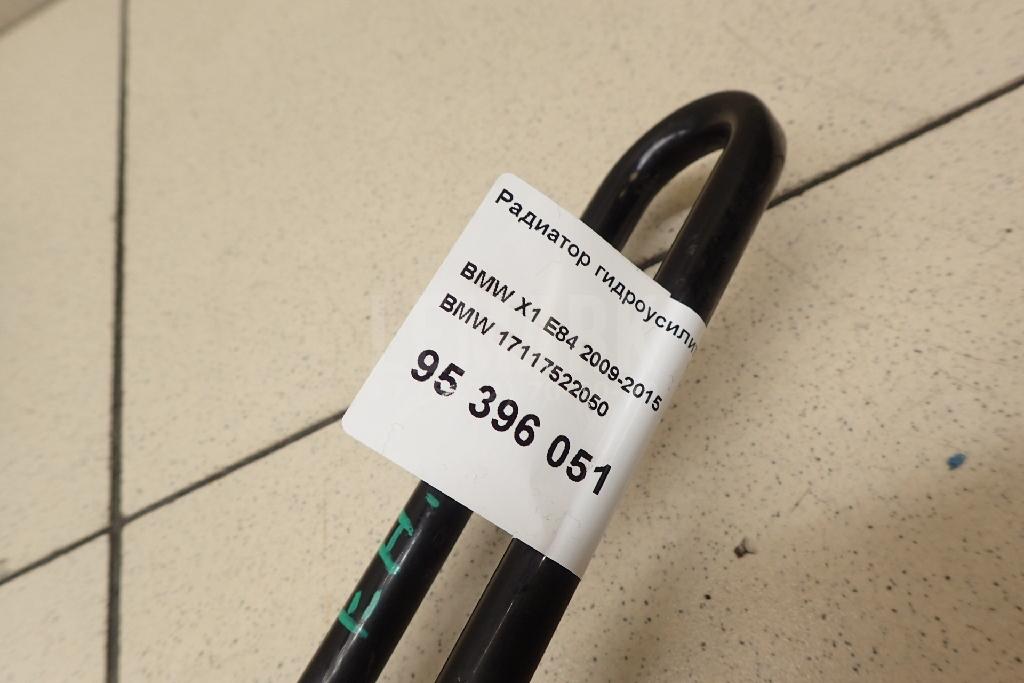 Радиатор гидроусили
BMW X1 E84 2009-2015
BMW 17117522050
95 396 051